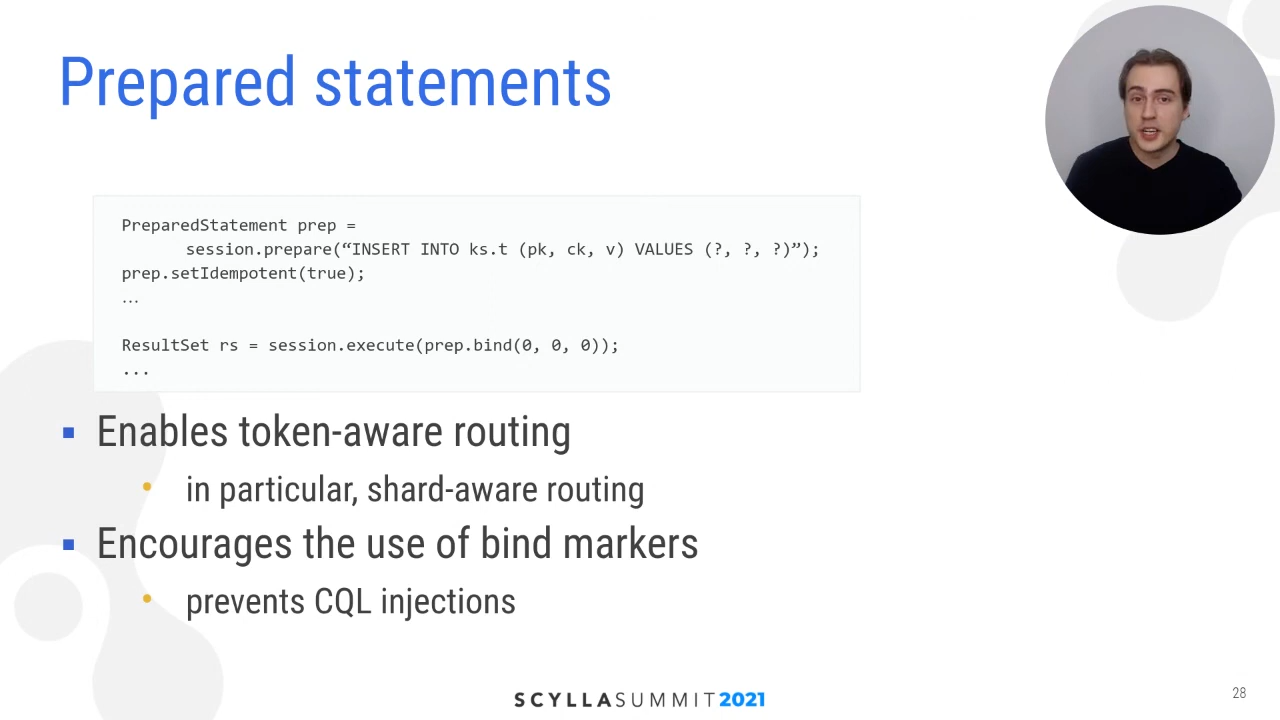 Prepared statements
PreparedStatement prep =
session.prepare(“INSERT INTO ks.t (pk, ck, v) VALUES (?, ?, ?)”);
prep.setIdempotent(true);
...
ResultSet rs = session.execute(prep.bind(0, 0, 0));
...
Enables token-aware routing
in particular, shard-aware routing
Encourages the use of bind markers
prevents CQL injections
SCYLLASUMMIT2021
28